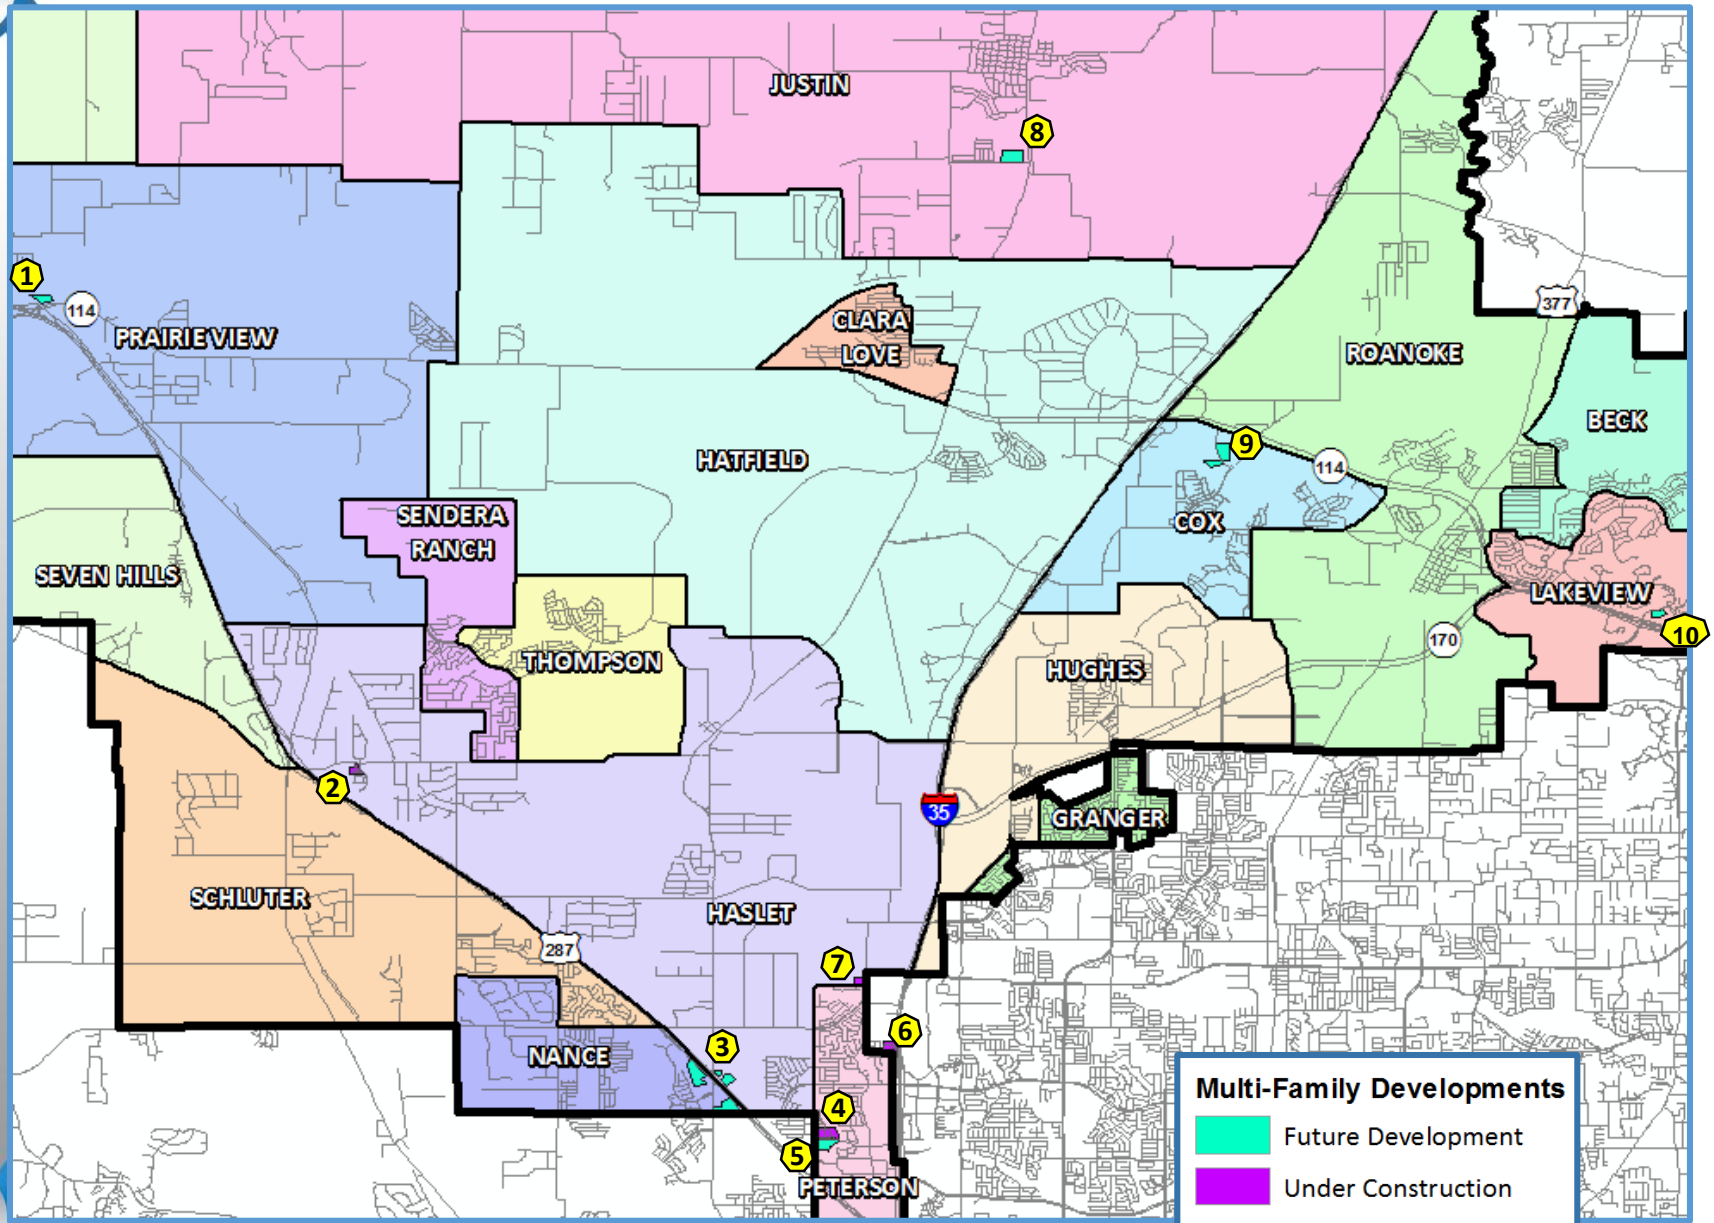 JUSTIN
8
1
114
PRAIRIEVIEW
377
CLARA
LOVE
ROANOKE
BECK
HATFIELD
9
114
SENDERA
RANCH
COX
SEVEN HILLS
LAKEVIEW
10
170
THOMPSON
HUGHES
2
35
GRANGER
SCHLUTER
HASLET
287
7
6
NANCE
3
4
5
PETERSON
Multi-Family Developments
Future Development
Under Construction